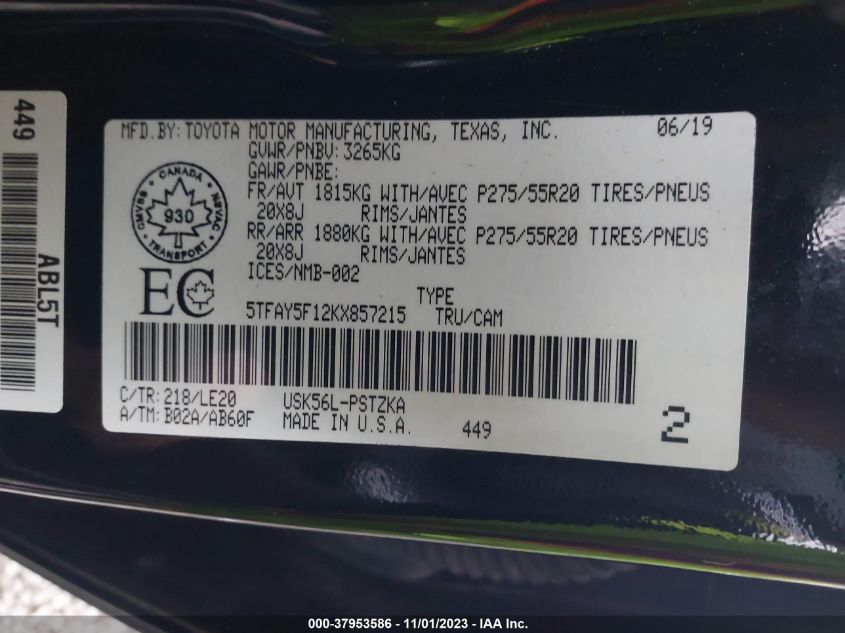 449
ABL5T
MFD.BY: TOYOTA MOTOR MANUFACTURING, TEXAS, INC. 06/19
GVWR/PNBV: 3265KG
GAWR/PNBE:
FR/AVT 1815KG WITH/AVEC P275/55R20 TIRES/PNEUS
20X8J RIMS/JANTES
RR/ARR 1880KG WITH/AVEC P275/55R20 TIRES/PNEUS
20X8J RIMS/JANTES
ICES/NMB-002
CANADA
CMVSS NSVAC
930
TRANSPORT
EC
TYPE
5TFAY5F12KX857215 TRU/CAM
C/TR: 218/LE20 USK56L-PSTZKA
A/TM: B02A/AB60F MADE IN U.S.A. 449
2
000-37953586 - 11/01/2023 - IAA Inc.